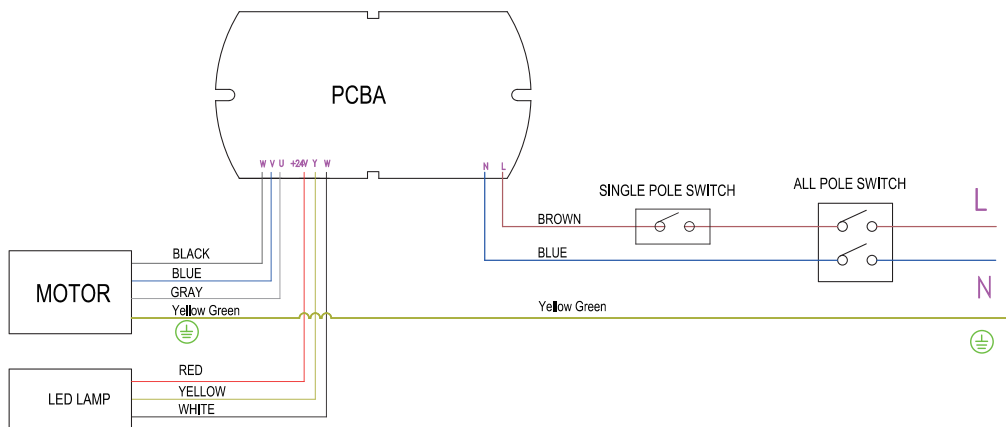 PCBA
W V U +24V Y W
N L
SINGLE POLE SWITCH
ALL POLE SWITCH
L
BROWN
BLUE
N
MOTOR
BLACK
BLUE
GRAY
Yellow Green
Yellow Green
LED LAMP
RED
YELLOW
WHITE